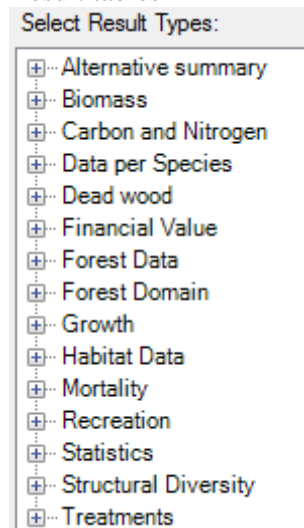 Select Result Types:
Alternative summary
Biomass
Carbon and Nitrogen
Data per Species
Dead wood
Financial Value
Forest Data
Forest Domain
Growth
Habitat Data
Mortality
Recreation
Statistics
Structural Diversity
Treatments